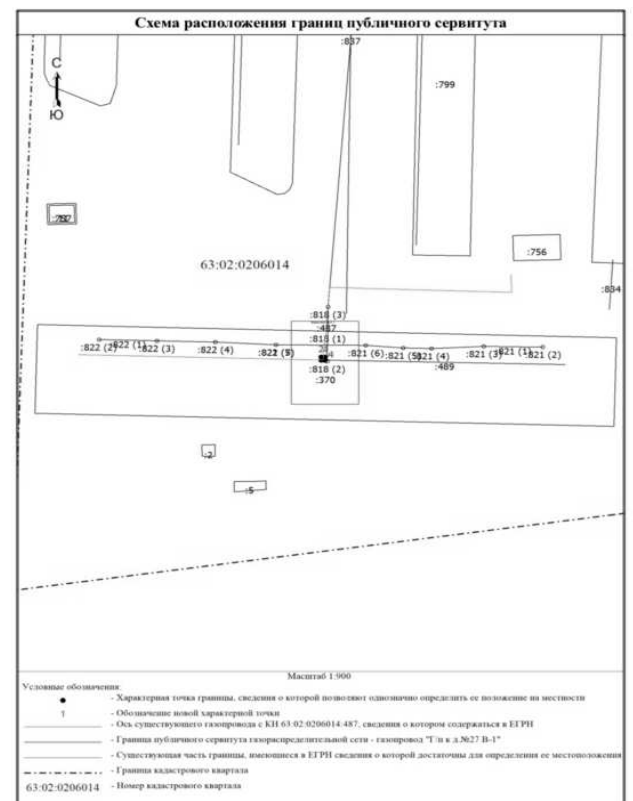 Схема расположения границ публичного сервитута
:837
С
Ю
:799
63:02:0206014
:756
:834
:818 (3)
:487
:818 (1)
:822 (2)
:822 (1)
:822 (3)
:822 (4)
:821 (6)
:821 (4)
:821 (1)
:821 (2)
:489
:818 (2)
:370
:2
:5
Масштаб 1:900
Условные обозначения:
- Характерная точка границы, сведения о которой позволяют однозначно определить ее положение на местности
1 - Обозначение новой характерной точки
- Ось существующего газопровода с КН 63:02:0206014:487, сведения о котором содержаться в ЕГРН
- Граница публичного сервитута газораспределительной сети - газопровод "Г/п к д.№27 В-1"
- Существующая часть границы, имеющиеся в ЕГРН сведения о которой достаточны для определения ее местоположения
- Граница кадастрового квартала
63:02:0206014 - Номер кадастрового квартала